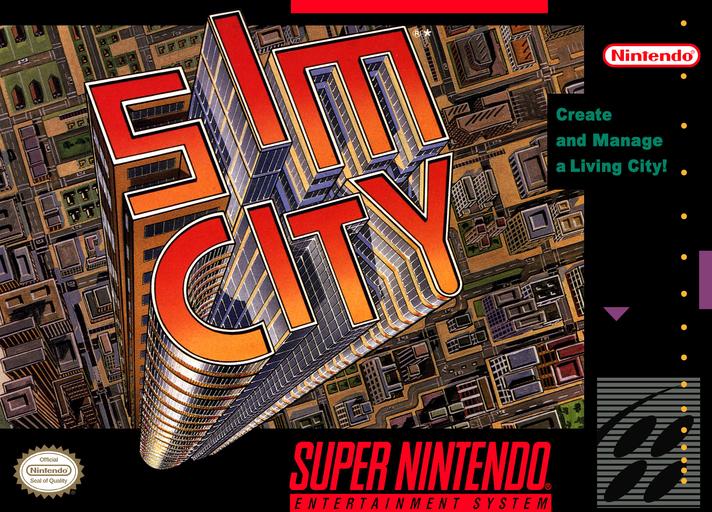 SIM
®*
CITY
Nintendo®
Create
and Manage
a Living City!
Official
Nintendo
Seal of Quality
SUPER NINTENDO®
ENTERTAINMENT SYSTEM